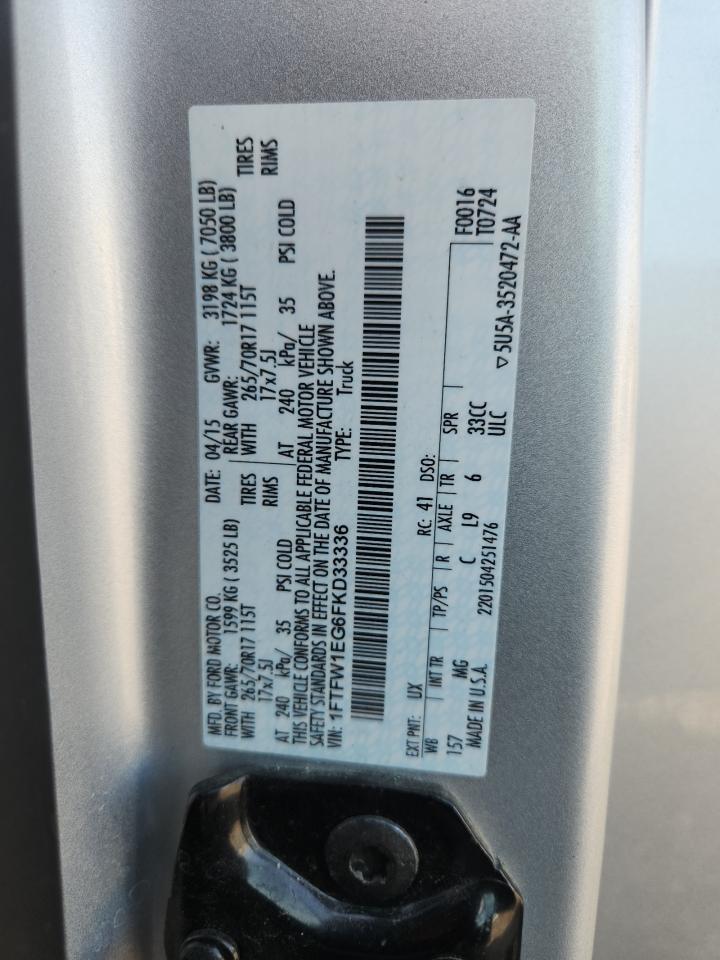 MFD. BY FORD MOTOR CO. DATE: 04/15 GVWR: 3198 KG ( 7050 LB)
FRONT GAWR: 1599 KG ( 3525 LB) REAR GAWR: 1724 KG ( 3800 LB)
WITH 265/70R17 115T TIRES WITH 265/70R17 115T TIRES
17x7.5J RIMS 17x7.5J RIMS
AT 240 kPa/ 35 PSI COLD AT 240 kPa/ 35 PSI COLD
THIS VEHICLE CONFORMS TO ALL APPLICABLE FEDERAL MOTOR VEHICLE
SAFETY STANDARDS IN EFFECT ON THE DATE OF MANUFACTURE SHOWN ABOVE.
VIN: 1FTFW1EG6FKD33336 TYPE: Truck
EXT PNT: UX RC: 41 DSO: F0016
WB INT TR TP/PS R AXLE TR SPR T0724
157 MG C L9 6 33CC
MADE IN U.S.A. 2201504251476 ULC
▽5U5A-3520472-AA